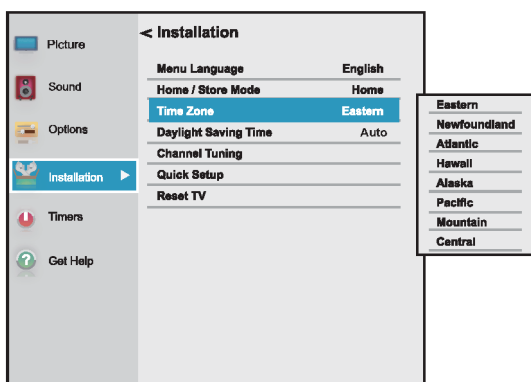 Picture
Sound
Options
Installation
Timers
Get Help
< Installation
Menu Language English
Home / Store Mode Home
Time Zone Eastern
Daylight Saving Time Auto
Channel Tuning
Quick Setup
Reset TV
Eastern
Newfoundland
Atlantic
Hawaii
Alaska
Pacific
Mountain
Central